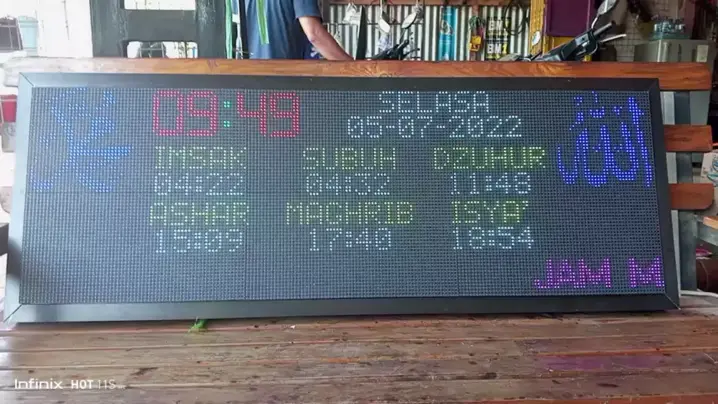 09:49
SELASA
05-07-2022
الله
IMSAK SUBUH DZUHUR
04:22 04:32 11:48
ASHAR MAGHRIB ISYA'
15:09 17:40 18:54
JAM M
Infinix HOT 11S